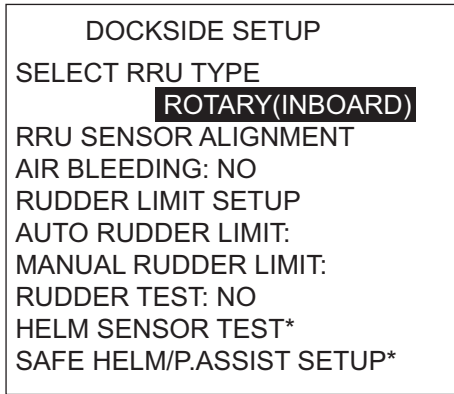 DOCKSIDE SETUP
SELECT RRU TYPE
ROTARY(INBOARD)
RRU SENSOR ALIGNMENT
AIR BLEEDING: NO
RUDDER LIMIT SETUP
AUTO RUDDER LIMIT:
MANUAL RUDDER LIMIT:
RUDDER TEST: NO
HELM SENSOR TEST*
SAFE HELM/P.ASSIST SETUP*